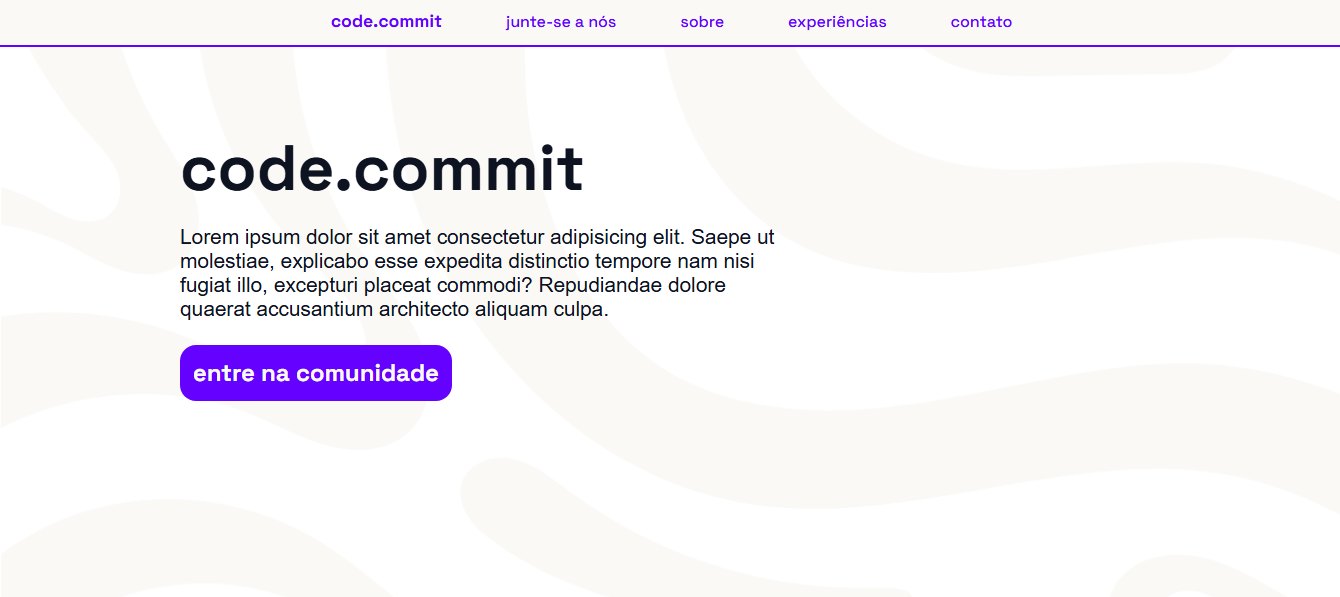 code.commit junte-se a nós sobre experiências contato
code.commit
Lorem ipsum dolor sit amet consectetur adipisicing elit. Saepe ut
molestiae, explicabo esse expedita distinctio tempore nam nisi
fugiat illo, excepturi placeat commodi? Repudiandae dolore
quaerat accusantium architecto aliquam culpa.
entre na comunidade